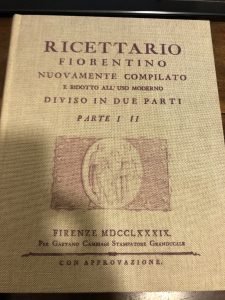 RICETTARIO
FIORENTINO
NUOVAMENTE COMPILATO
E RIDOTTO ALL' USO MODERNO
DIVISO IN DUE PARTI
PARTE I II
FIRENZE MDCCLXXXIX.
PER GAETANO CAMBIAGI STAMPATORE GRANDUCALE
CON APPROVAZIONE.